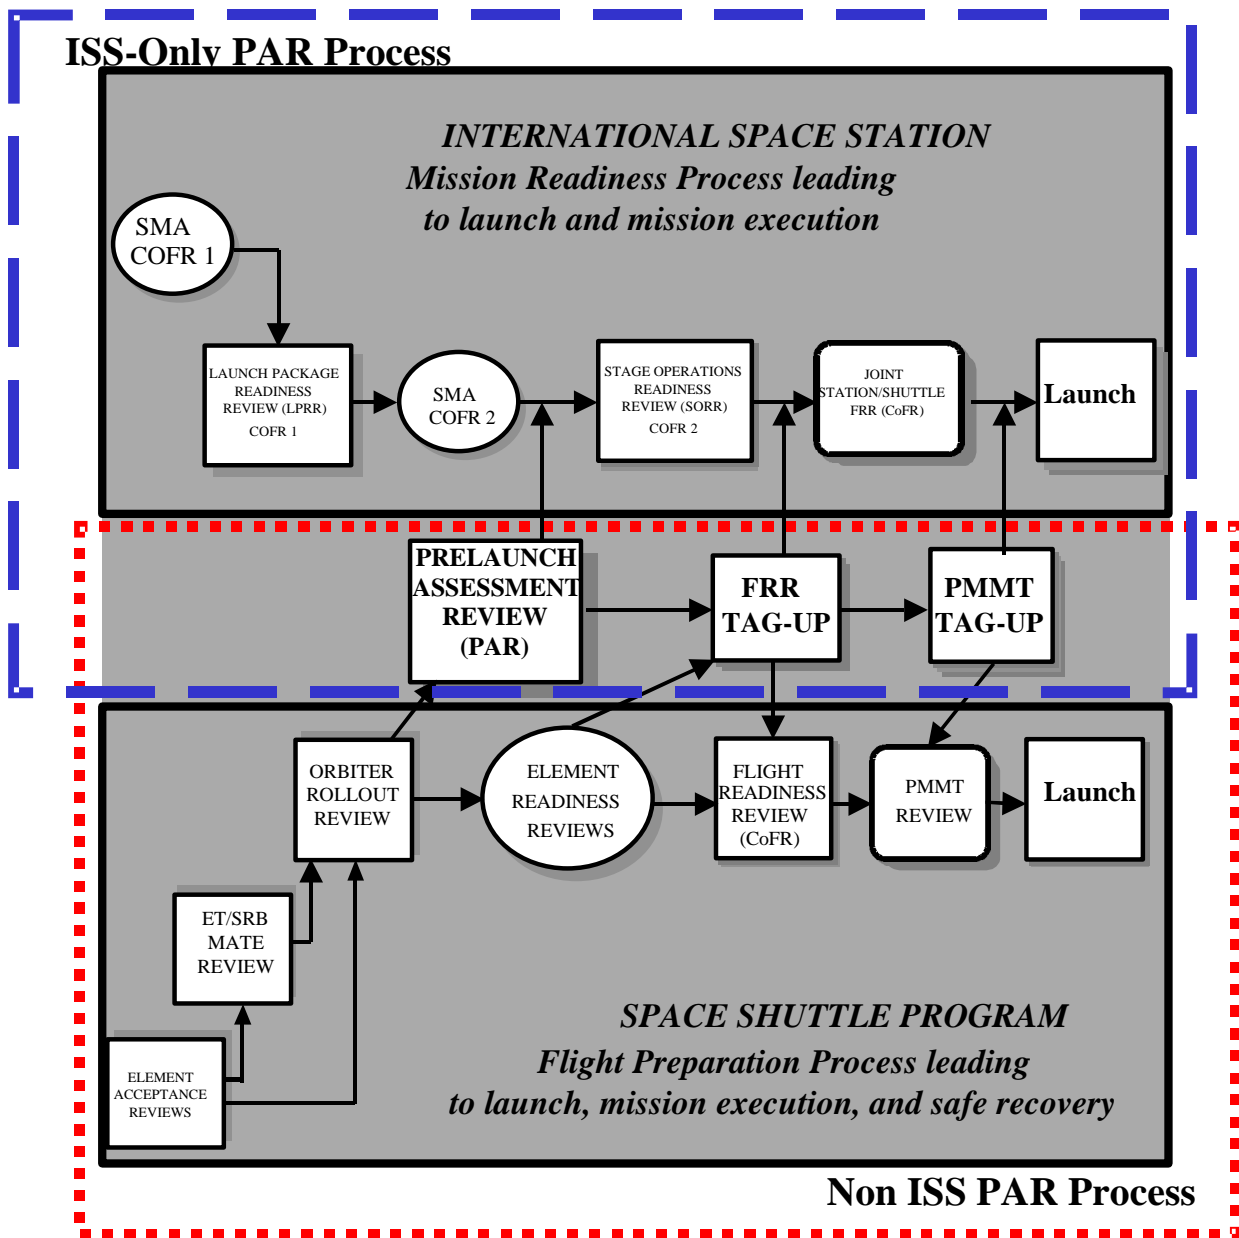 ISS-Only PAR Process
INTERNATIONAL SPACE STATION
Mission Readiness Process leading
to launch and mission execution
SMA
COFR 1
LAUNCH PACKAGE
READINESS
REVIEW (LPRR)
COFR 1
SMA
COFR 2
STAGE OPERATIONS
READINESS
REVIEW (SORR)
COFR 2
JOINT
STATION/SHUTTLE
FRR (CoFR)
Launch
PRELAUNCH
ASSESSMENT
REVIEW
(PAR)
FRR
TAG-UP
PMMT
TAG-UP
ORBITER
ROLLOUT
REVIEW
ELEMENT
READINESS
REVIEWS
FLIGHT
READINESS
REVIEW
(CoFR)
PMMT
REVIEW
Launch
ET/SRB
MATE
REVIEW
ELEMENT
ACCEPTANCE
REVIEWS
SPACE SHUTTLE PROGRAM
Flight Preparation Process leading
to launch, mission execution, and safe recovery
Non ISS PAR Process